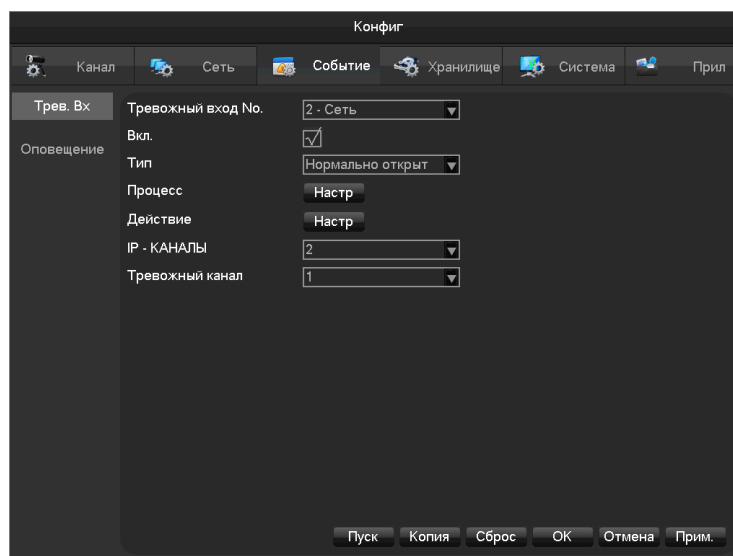 Конфиг
Канал Сеть Событие Хранилище Система Прил
Трев. Вх
Оповещение
Тревожный вход No. 2 - Сеть
Вкл.
Тип Нормально открыт
Процесс Настр
Действие Настр
IP - КАНАЛЫ 2
Тревожный канал 1
Пуск Копия Сброс OK Отмена Прим.